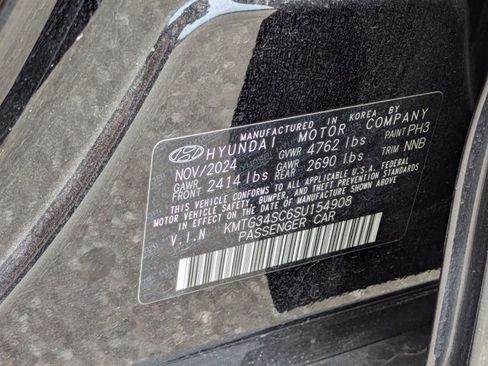 MANUFACTURED IN KOREA BY
HYUNDAI MOTOR COMPANY
NOV/2024 GVWR 4762 lbs PAINT PH3
GAWR FRONT 2414 lbs GAWR REAR 2690 lbs TRIM NNB
THIS VEHICLE CONFORMS TO ALL APPLICABLE U.S.A. FEDERAL
MOTOR VEHICLE SAFETY, BUMPER, AND THEFT PREVENTION STANDARDS
IN EFFECT ON THE DATE OF MANUFACTURE SHOWN ABOVE.
V.I.N KMTG34SC6SU154908
PASSENGER CAR